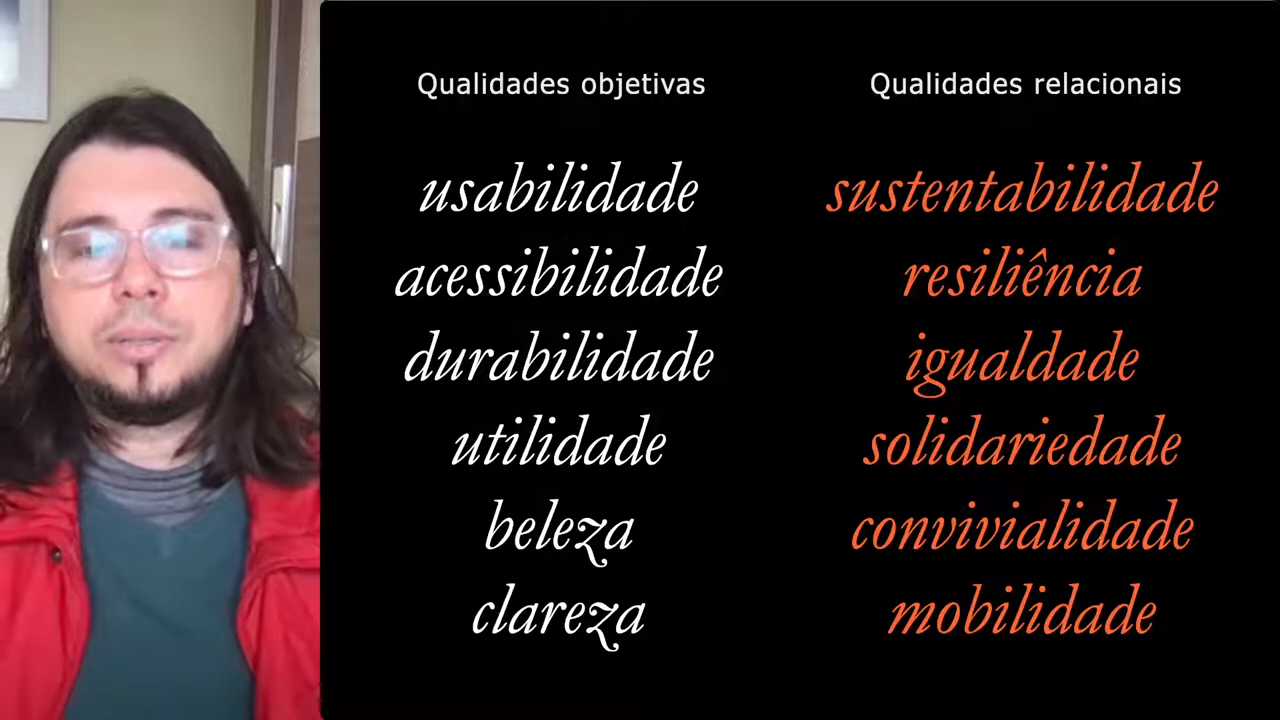 Qualidades objetivas
usabilidade
acessibilidade
durabilidade
utilidade
beleza
clareza
Qualidades relacionais
sustentabilidade
resiliência
igualdade
solidariedade
convivialidade
mobilidade